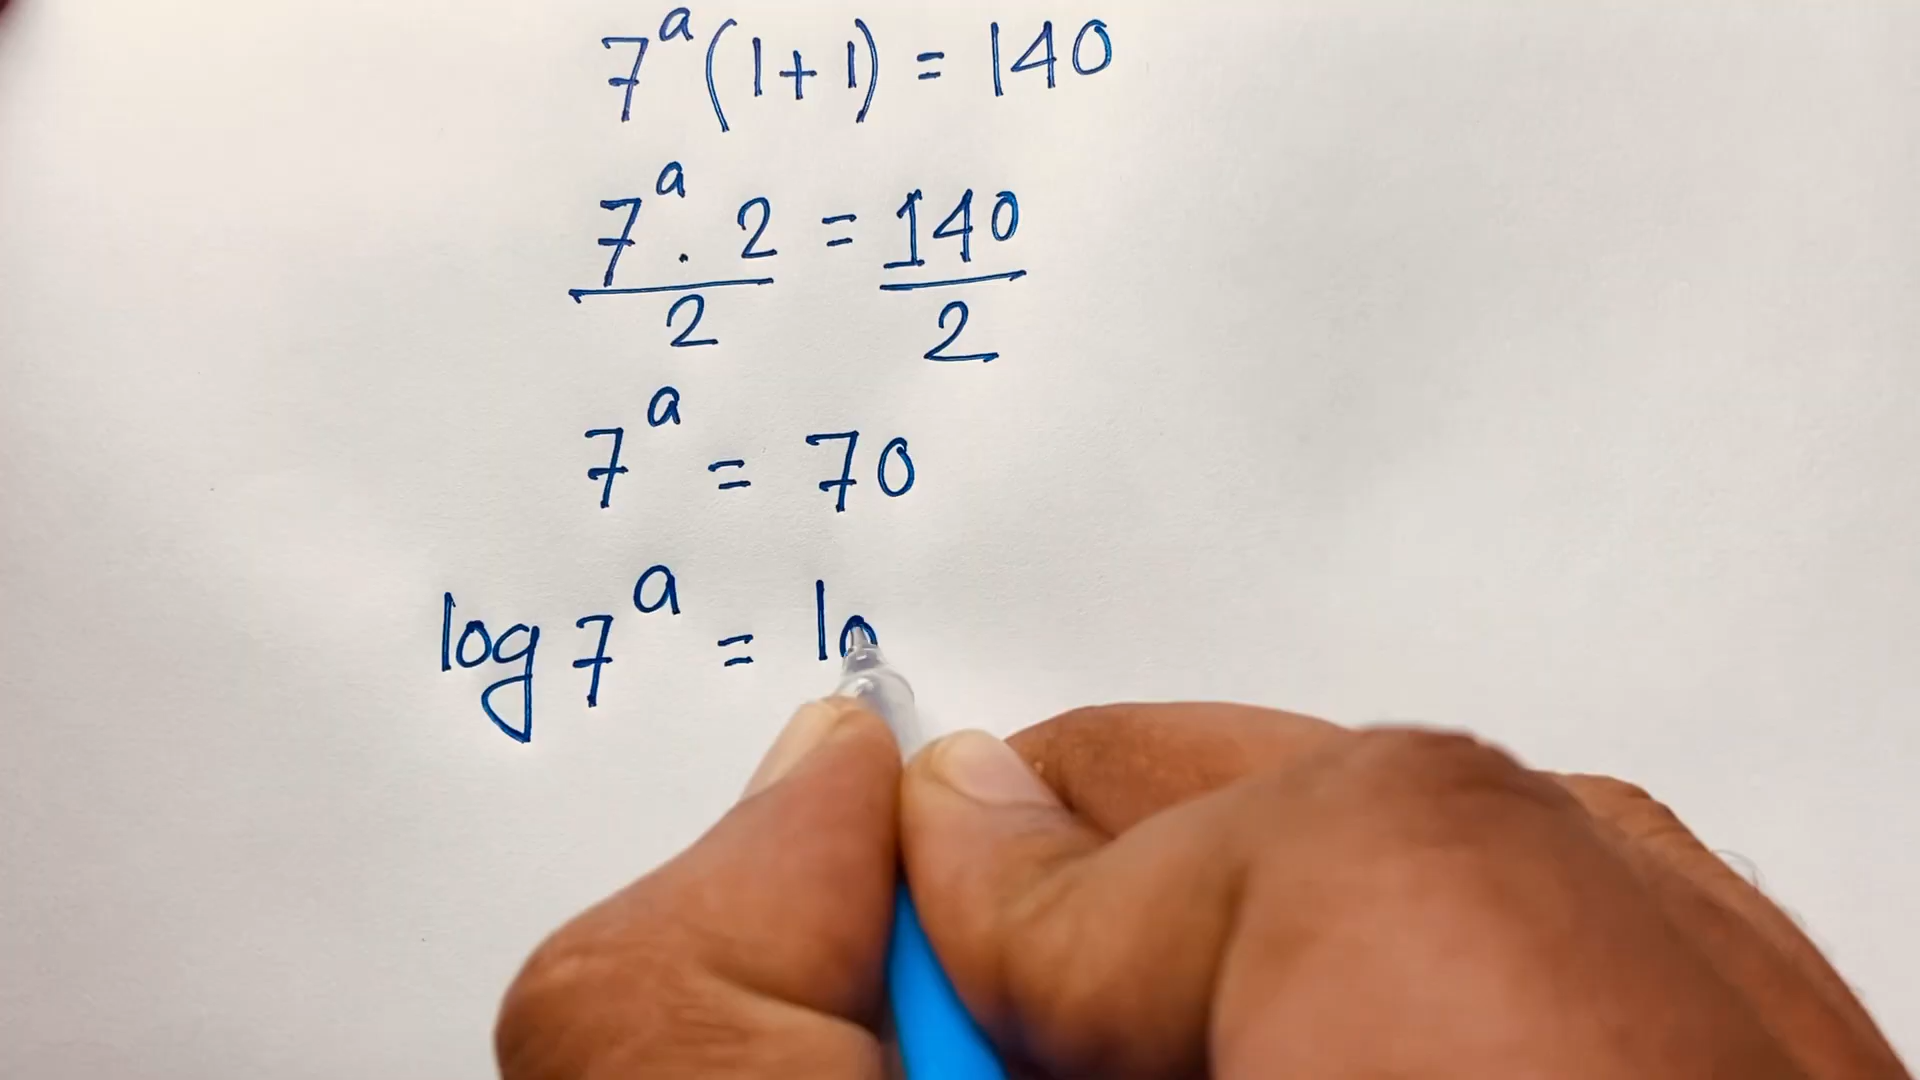 7^a (1+1) = 140
7^a . 2 / 2 = 140 / 2
7^a = 70
log 7^a = lo